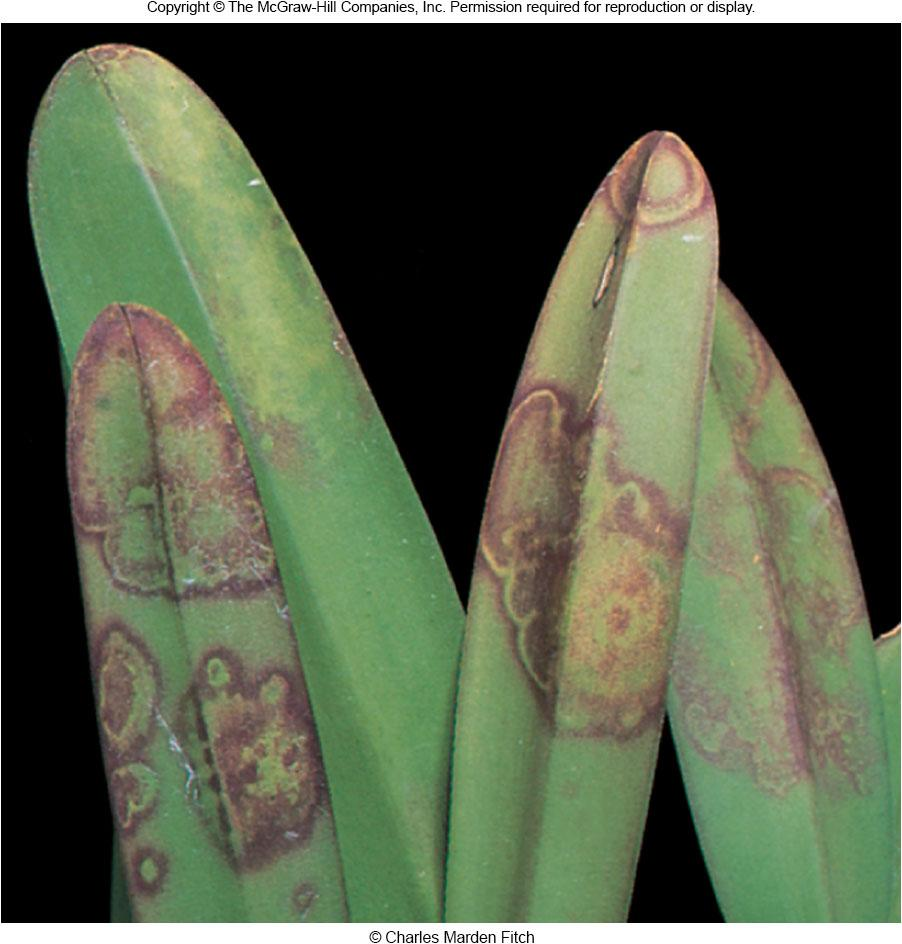 Copyright © The McGraw-Hill Companies, Inc. Permission required for reproduction or display.
© Charles Marden Fitch